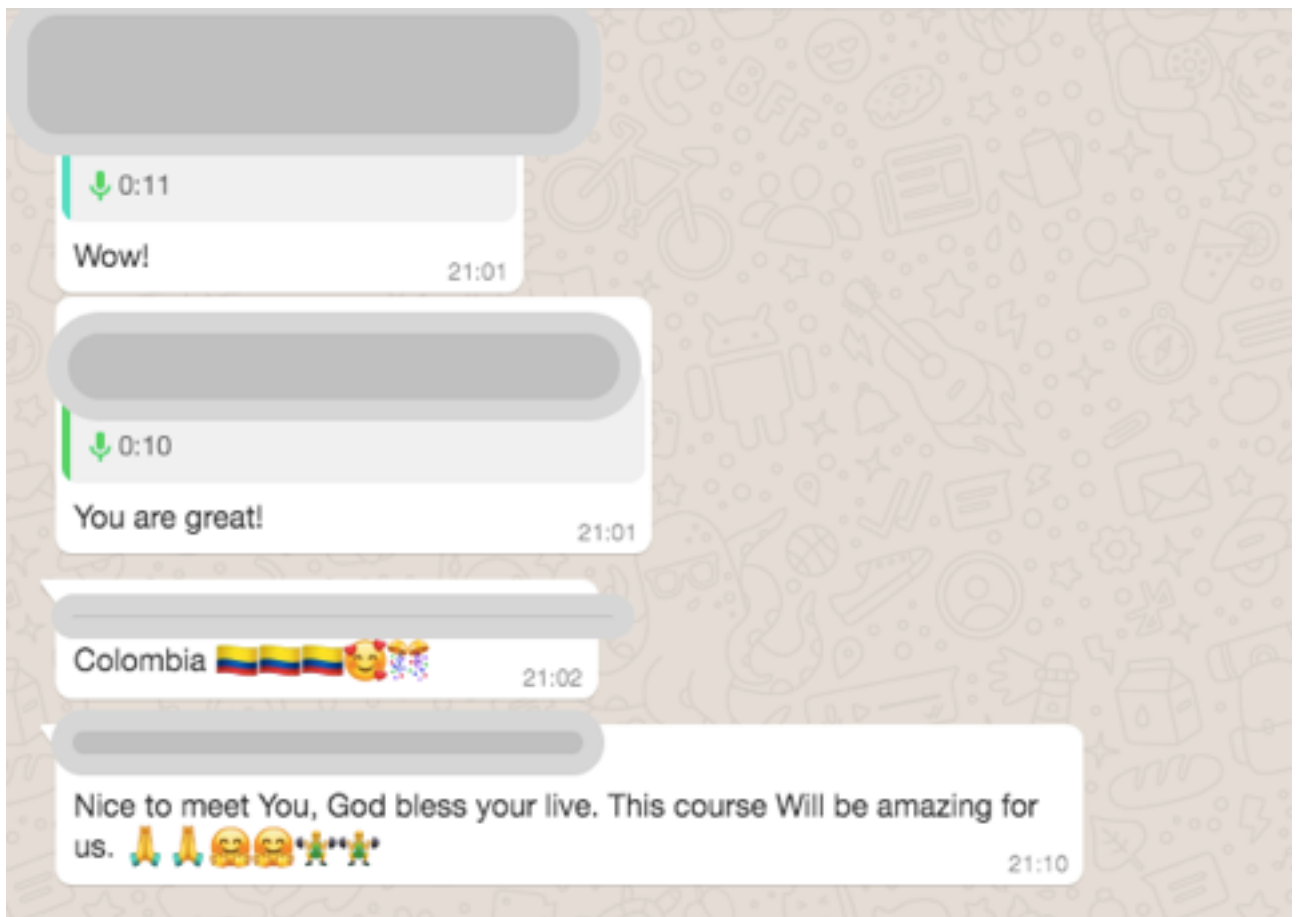 0:11
Wow!
21:01
0:10
You are great!
21:01
Colombia 🇨🇴🇨🇴🇨🇴🥰🎊
21:02
Nice to meet You, God bless your live. This course Will be amazing for
us. 🙏🙏🤗🤗🏋️🏋️
21:10